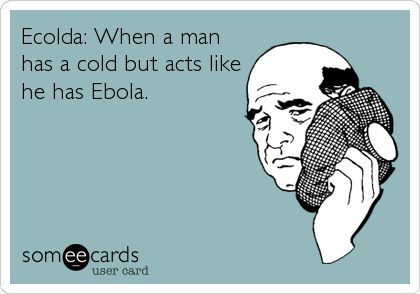 Ecolda: When a man
has a cold but acts like
he has Ebola.
someecards
user card